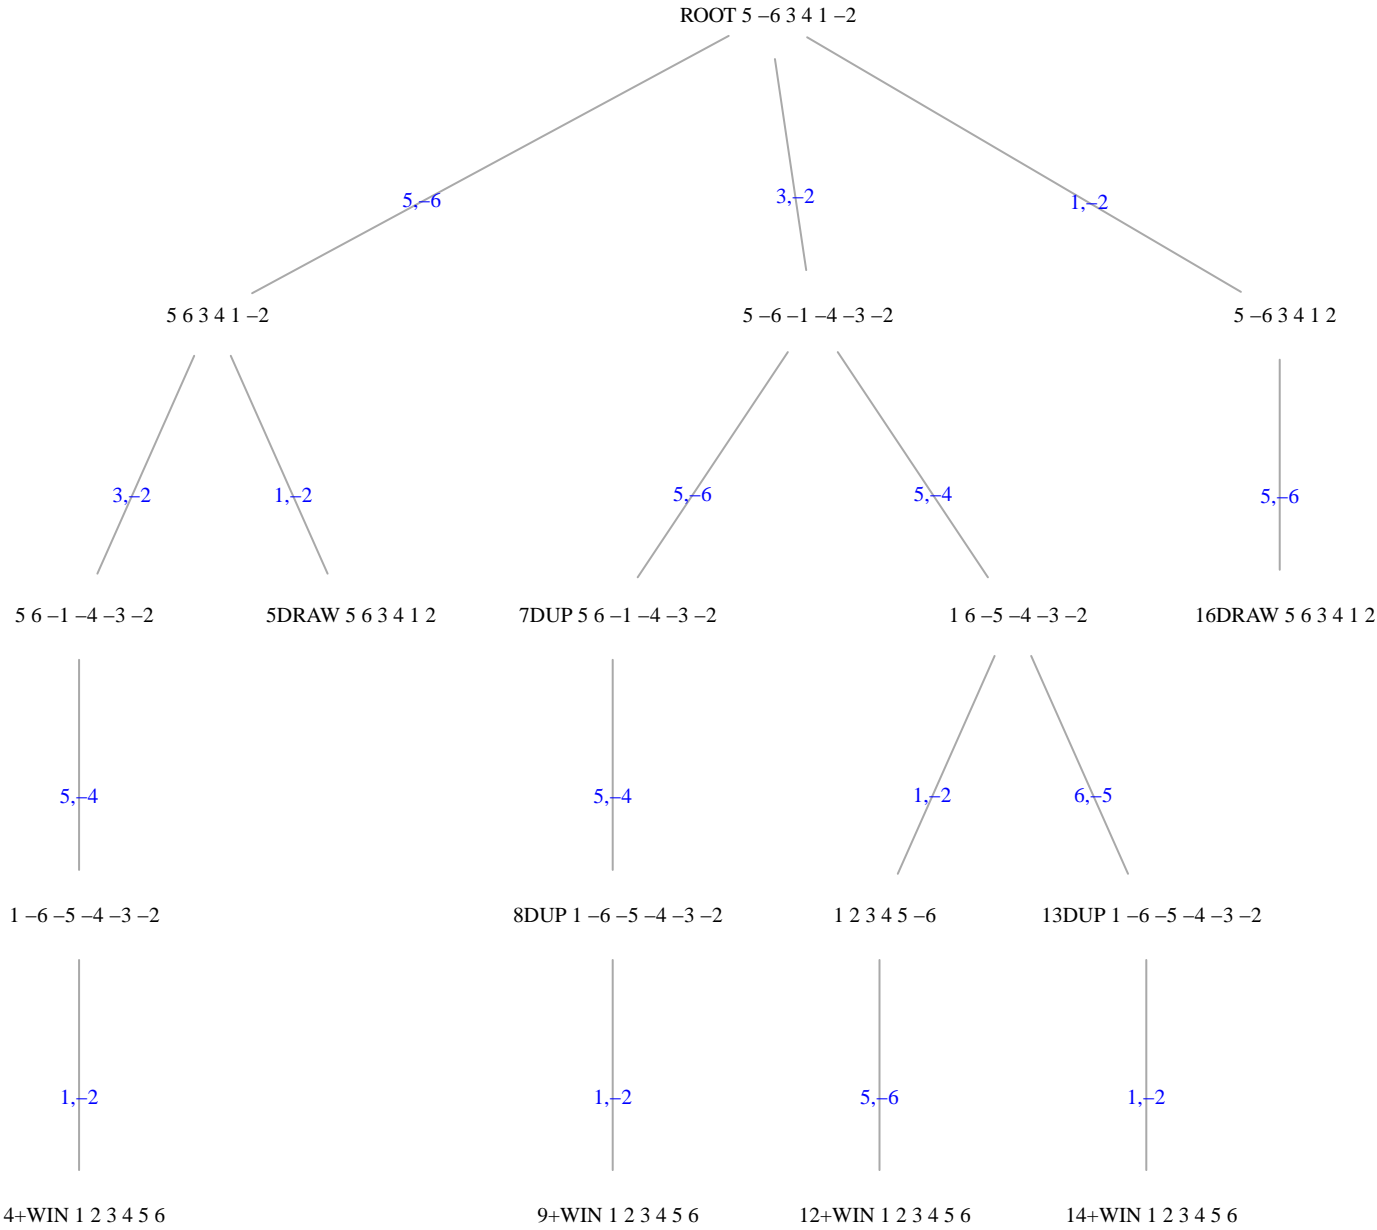 ROOT 5 −6 3 4 1 −2
5,−6
3,−2
1,−2
5 6 3 4 1 −2
5 −6 −1 −4 −3 −2
5 −6 3 4 1 2
3,−2
1,−2
5,−6
5,−4
5,−6
5 6 −1 −4 −3 −2
5DRAW 5 6 3 4 1 2
7DUP 5 6 −1 −4 −3 −2
1 6 −5 −4 −3 −2
16DRAW 5 6 3 4 1 2
5,−4
5,−4
1,−2
6,−5
1 −6 −5 −4 −3 −2
8DUP 1 −6 −5 −4 −3 −2
1 2 3 4 5 −6
13DUP 1 −6 −5 −4 −3 −2
1,−2
1,−2
5,−6
1,−2
4+WIN 1 2 3 4 5 6
9+WIN 1 2 3 4 5 6
12+WIN 1 2 3 4 5 6
14+WIN 1 2 3 4 5 6